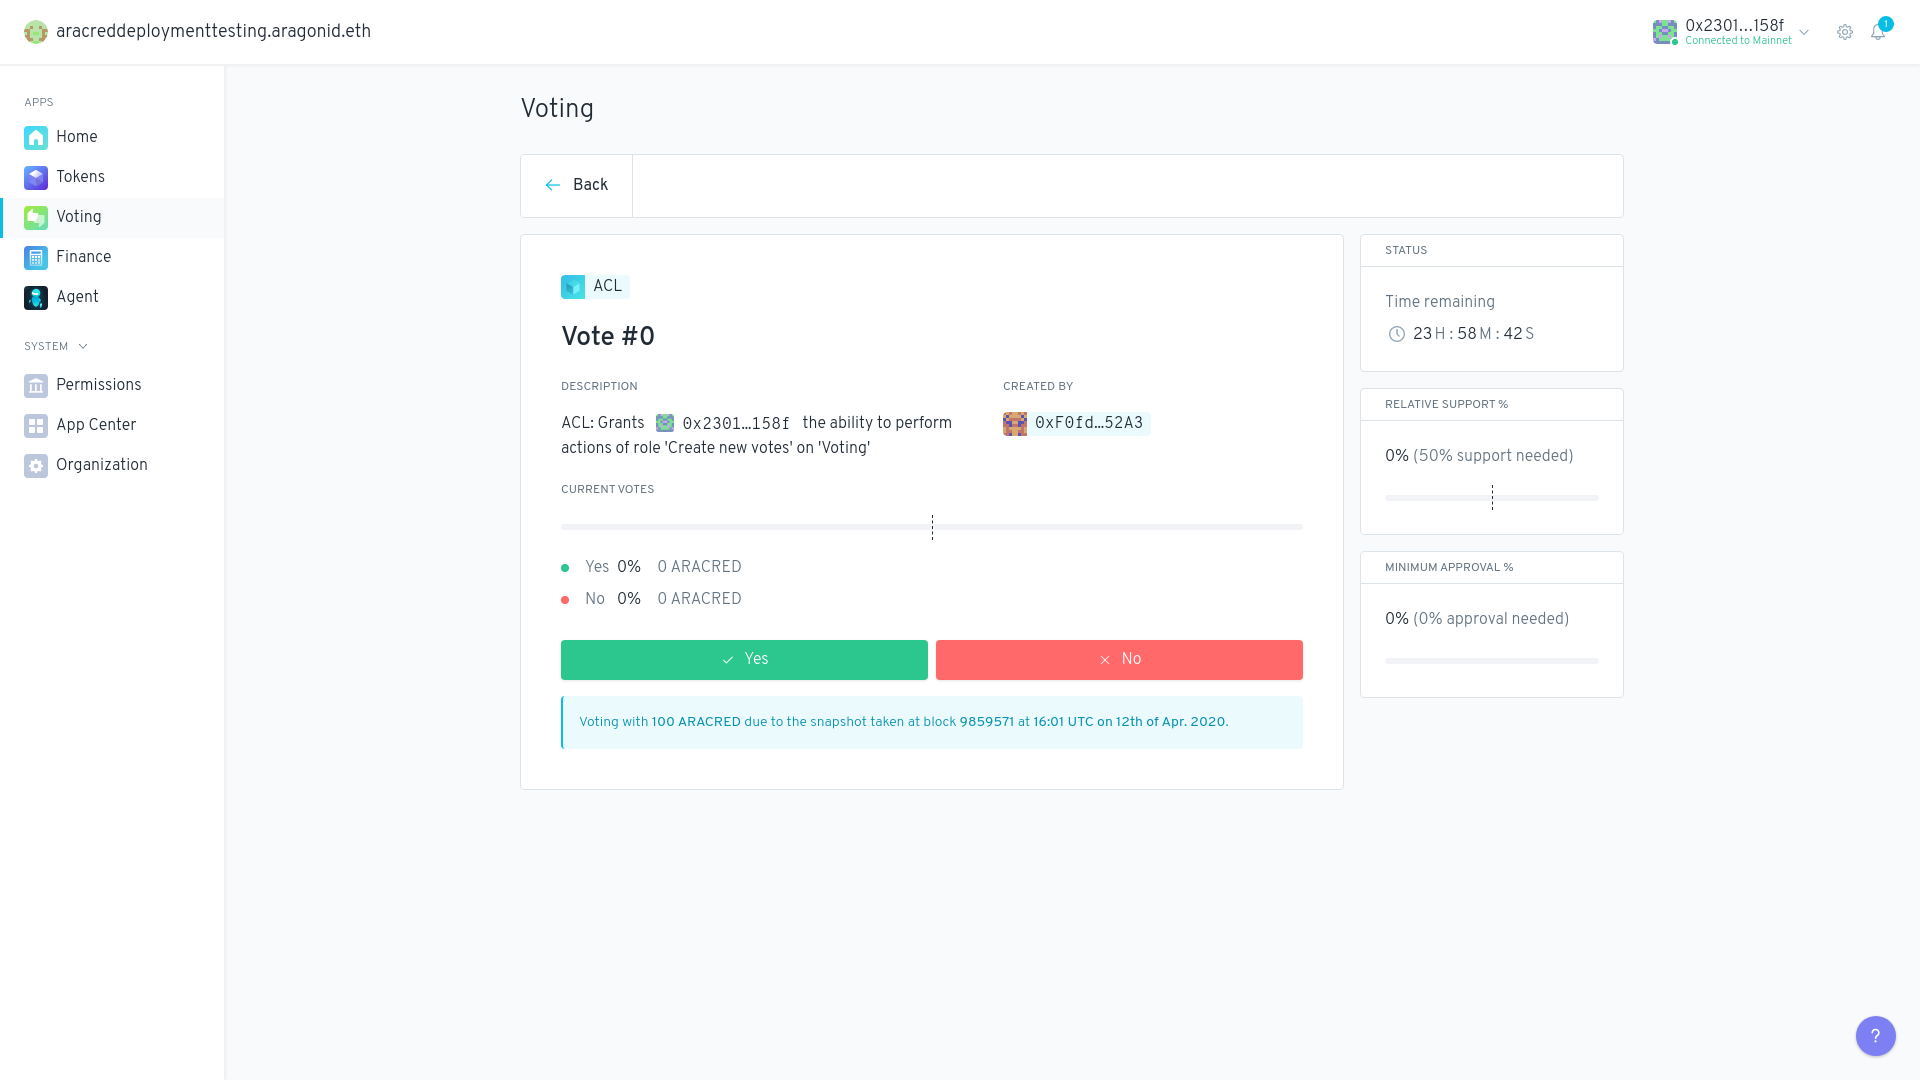 aracreddeploymenttesting.aragonid.eth
0x2301…158f
Connected to Mainnet
1
APPS
Home
Tokens
Voting
Finance
Agent
SYSTEM
Permissions
App Center
Organization
Voting
Back
ACL
Vote #0
DESCRIPTION
ACL: Grants 0x2301…158f the ability to perform
actions of role 'Create new votes' on 'Voting'
CREATED BY
0xF0fd…52A3
CURRENT VOTES
Yes 0% 0 ARACRED
No 0% 0 ARACRED
Yes
No
Voting with 100 ARACRED due to the snapshot taken at block 9859571 at 16:01 UTC on 12th of Apr. 2020.
STATUS
Time remaining
23 H : 58 M : 42 S
RELATIVE SUPPORT %
0% (50% support needed)
MINIMUM APPROVAL %
0% (0% approval needed)
?